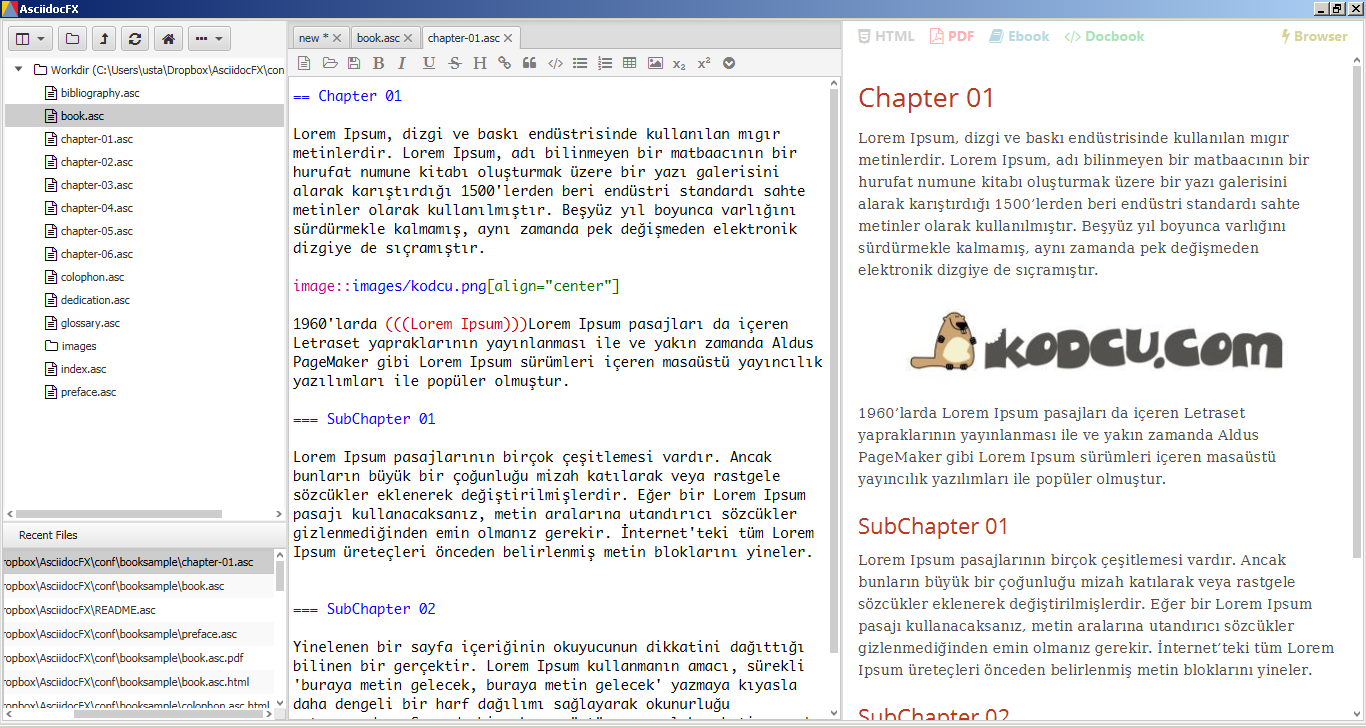 AsciidocFX
Workdir (C:\Users\usta\Dropbox\AsciidocFX\con
bibliography.asc
book.asc
chapter-01.asc
chapter-02.asc
chapter-03.asc
chapter-04.asc
chapter-05.asc
chapter-06.asc
colophon.asc
dedication.asc
glossary.asc
images
index.asc
preface.asc
Recent Files
ropbox\AsciidocFX\conf\booksample\chapter-01.asc
ropbox\AsciidocFX\conf\booksample\book.asc
ropbox\AsciidocFX\README.asc
ropbox\AsciidocFX\conf\booksample\preface.asc
ropbox\AsciidocFX\conf\booksample\book.asc.pdf
ropbox\AsciidocFX\conf\booksample\book.asc.html
ropbox\AsciidocFX\conf\booksample\colophon.asc.html
new * book.asc chapter-01.asc
B I U S H x₂ x²
== Chapter 01
Lorem Ipsum, dizgi ve baskı endüstrisinde kullanılan mıgır
metinlerdir. Lorem Ipsum, adı bilinmeyen bir matbaacının bir
hurufat numune kitabı oluşturmak üzere bir yazı galerisini
alarak karıştırdığı 1500'lerden beri endüstri standardı sahte
metinler olarak kullanılmıştır. Beşyüz yıl boyunca varlığını
sürdürmekle kalmamış, aynı zamanda pek değişmeden elektronik
dizgiye de sıçramıştır.
image::images/kodcu.png[align="center"]
1960'larda (((Lorem Ipsum)))Lorem Ipsum pasajları da içeren
Letraset yapraklarının yayınlanması ile ve yakın zamanda Aldus
PageMaker gibi Lorem Ipsum sürümleri içeren masaüstü yayıncılık
yazılımları ile popüler olmuştur.
=== SubChapter 01
Lorem Ipsum pasajlarının birçok çeşitlemesi vardır. Ancak
bunların büyük bir çoğunluğu mizah katılarak veya rastgele
sözcükler eklenerek değiştirilmişlerdir. Eğer bir Lorem Ipsum
pasajı kullanacaksanız, metin aralarına utandırıcı sözcükler
gizlenmediğinden emin olmanız gerekir. İnternet'teki tüm Lorem
Ipsum üreteçleri önceden belirlenmiş metin bloklarını yineler.
=== SubChapter 02
Yinelenen bir sayfa içeriğinin okuyucunun dikkatini dağıttığı
bilinen bir gerçektir. Lorem Ipsum kullanmanın amacı, sürekli
'buraya metin gelecek, buraya metin gelecek' yazmaya kıyasla
daha dengeli bir harf dağılımı sağlayarak okunurluğu
HTML PDF Ebook Docbook Browser
Chapter 01
Lorem Ipsum, dizgi ve baskı endüstrisinde kullanılan mıgır
metinlerdir. Lorem Ipsum, adı bilinmeyen bir matbaacının bir
hurufat numune kitabı oluşturmak üzere bir yazı galerisini
alarak karıştırdığı 1500’lerden beri endüstri standardı sahte
metinler olarak kullanılmıştır. Beşyüz yıl boyunca varlığını
sürdürmekle kalmamış, aynı zamanda pek değişmeden
elektronik dizgiye de sıçramıştır.
KODCU.COM
1960’larda Lorem Ipsum pasajları da içeren Letraset
yapraklarının yayınlanması ile ve yakın zamanda Aldus
PageMaker gibi Lorem Ipsum sürümleri içeren masaüstü
yayıncılık yazılımları ile popüler olmuştur.
SubChapter 01
Lorem Ipsum pasajlarının birçok çeşitlemesi vardır. Ancak
bunların büyük bir çoğunluğu mizah katılarak veya rastgele
sözcükler eklenerek değiştirilmişlerdir. Eğer bir Lorem Ipsum
pasajı kullanacaksanız, metin aralarına utandırıcı sözcükler
gizlenmediğinden emin olmanız gerekir. İnternet’teki tüm Lorem
Ipsum üreteçleri önceden belirlenmiş metin bloklarını yineler.
SubChapter 02